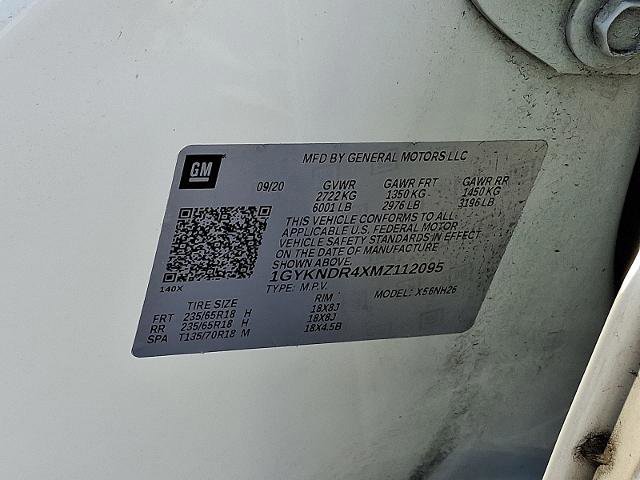 GM
MFD BY GENERAL MOTORS LLC
09/20 GVWR GAWR FRT GAWR RR
2722 KG 1350 KG 1450 KG
6001 LB 2976 LB 3196 LB
THIS VEHICLE CONFORMS TO ALL
APPLICABLE U.S. FEDERAL MOTOR
VEHICLE SAFETY STANDARDS IN EFFECT
ON THE DATE OF MANUFACTURE
SHOWN ABOVE.
1GYKNDR4XMZ112095
140X
TYPE: M.P.V. MODEL: X56NH26
TIRE SIZE RIM
FRT 235/65R18 H 18X8J
RR 235/65R18 H 18X8J
SPA T135/70R18 M 18X4.5B